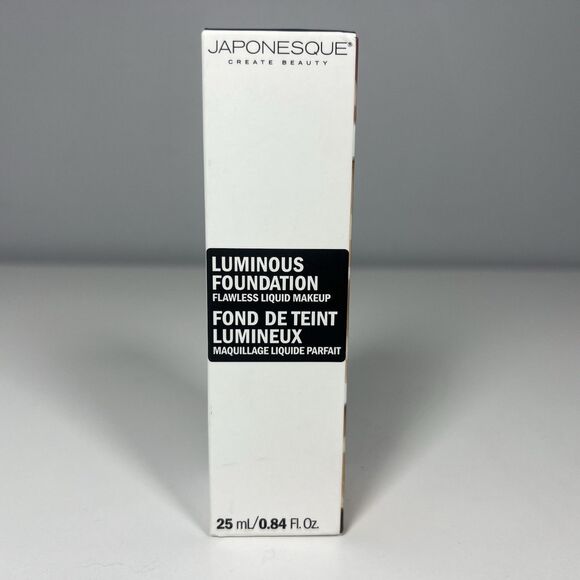 JAPONESQUE®
CREATE BEAUTY
LUMINOUS
FOUNDATION
FLAWLESS LIQUID MAKEUP
FOND DE TEINT
LUMINEUX
MAQUILLAGE LIQUIDE PARFAIT
25 mL/0.84 Fl. Oz.